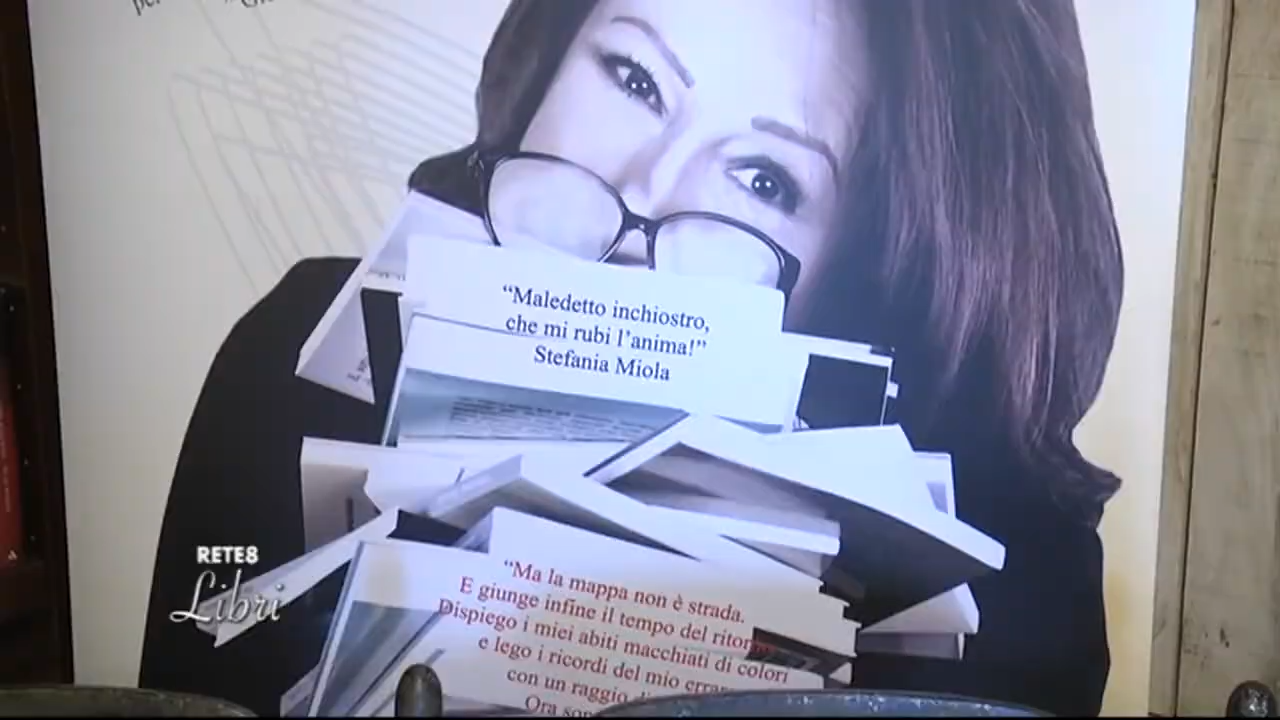 “Maledetto inchiostro,
che mi rubi l’anima!”
Stefania Miola
“Ma la mappa non è strada.
E giunge infine il tempo del
Dispiego i miei abiti macchiati di colori
e lego i ricordi del mio
con un raggio
Ora
RETE8
Libri